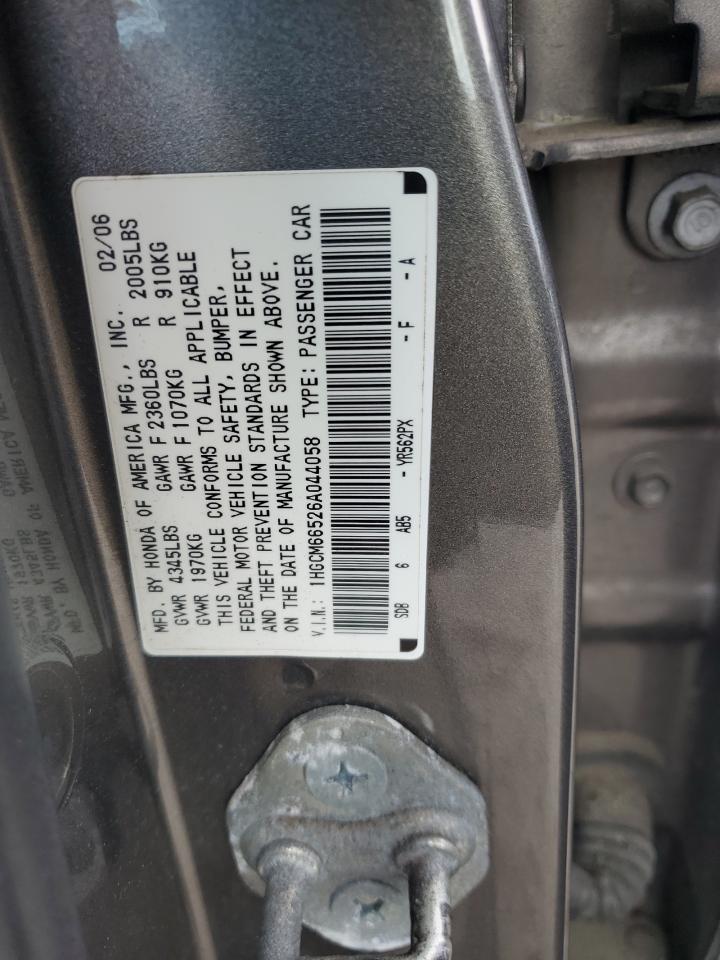 MFD. BY HONDA OF AMERICA MFG., INC. 02/06
GVWR 4345LBS GAWR F 2360LBS R 2005LBS
GVWR 1970KG GAWR F 1070KG R 910KG
THIS VEHICLE CONFORMS TO ALL APPLICABLE
FEDERAL MOTOR VEHICLE SAFETY, BUMPER,
AND THEFT PREVENTION STANDARDS IN EFFECT
ON THE DATE OF MANUFACTURE SHOWN ABOVE.
V.I.N.: 1HGCM66526A044058 TYPE: PASSENGER CAR
SDB 6 AB5 - YR562PX - F - A